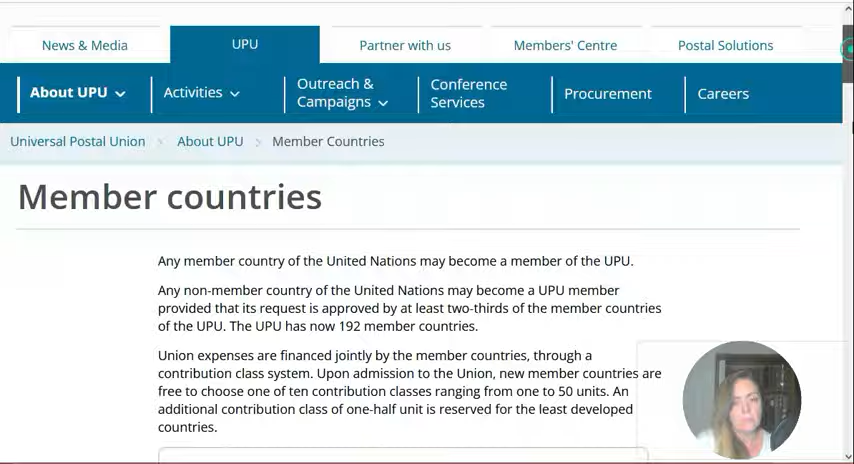 News & Media
UPU
Partner with us
Members' Centre
Postal Solutions
About UPU
Activities
Outreach &
Campaigns
Conference
Services
Procurement
Careers
Universal Postal Union > About UPU > Member Countries
Member countries
Any member country of the United Nations may become a member of the UPU.
Any non-member country of the United Nations may become a UPU member
provided that its request is approved by at least two-thirds of the member countries
of the UPU. The UPU has now 192 member countries.
Union expenses are financed jointly by the member countries, through a
contribution class system. Upon admission to the Union, new member countries are
free to choose one of ten contribution classes ranging from one to 50 units. An
additional contribution class of one-half unit is reserved for the least developed
countries.